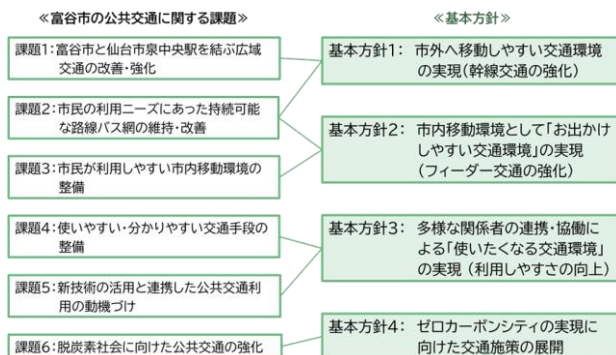 ≪富谷市の公共交通に関する課題≫
課題1：富谷市と仙台市泉中央駅を結ぶ広域
交通の改善・強化
課題2：市民の利用ニーズにあった持続可能
な路線バス網の維持・改善
課題3：市民が利用しやすい市内移動環境の
整備
課題4：使いやすい・分かりやすい交通手段の
整備
課題5：新技術の活用と連携した公共交通利
用の動機づけ
課題6：脱炭素社会に向けた公共交通の強化
≪基本方針≫
基本方針1： 市外へ移動しやすい交通環境
の実現（幹線交通の強化）
基本方針2： 市内移動環境として「お出かけ
しやすい交通環境」の実現
（フィーダー交通の強化）
基本方針3： 多様な関係者の連携・協働に
よる「使いたくなる交通環境」
の実現（利用しやすさの向上）
基本方針4： ゼロカーボンシティの実現に
向けた交通施策の展開